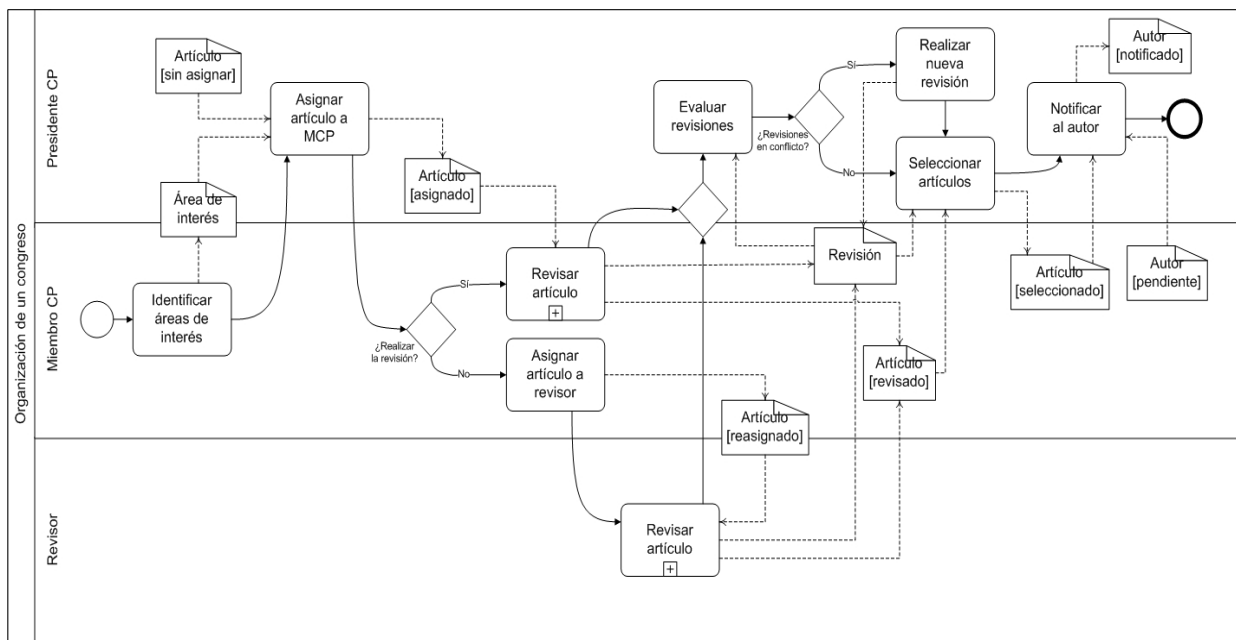 Organización de un congreso
Presidente CP
Artículo
[sin asignar]
Asignar
artículo a
MCP
Área de
interés
Artículo
[asignado]
Evaluar
revisiones
¿Revisiones
en conflicto?
Sí
No
Realizar
nueva
revisión
Seleccionar
artículos
Notificar
al autor
Autor
[notificado]
Miembro CP
Identificar
áreas de
interés
¿Realizar
la revisión?
Sí
No
Revisar
artículo
Asignar
artículo a
revisor
Revisión
Artículo
[revisado]
Artículo
[reasignado]
Artículo
[seleccionado]
Autor
[pendiente]
Revisor
Revisar
artículo